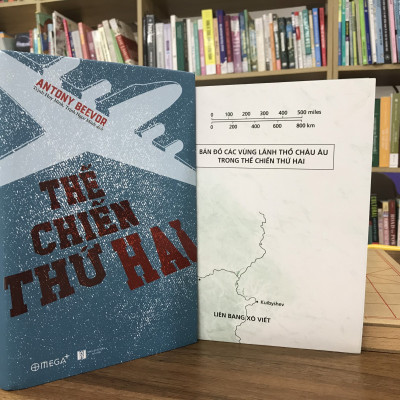 ANTONY BEEVOR
THẾ
CHIẾN
THỨ HAI
OMEGA+
0 100 200 300 400 500 miles
0 200 400 600 800 km
BẢN ĐỒ CÁC VÙNG LÃNH THỔ CHÂU ÂU
TRONG THẾ CHIẾN THỨ HAI
Kuibyshev
LIÊN BANG XÔ VIẾT